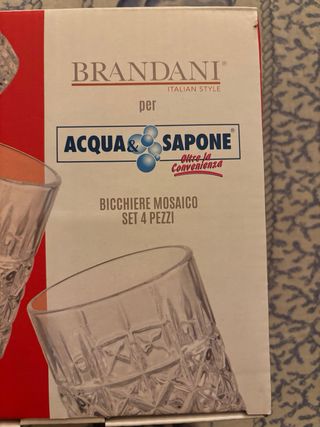 BRANDANI®
ITALIAN STYLE
per
ACQUA & SAPONE®
Oltre la
Convenienza
BICCHIERE MOSAICO
SET 4 PEZZI